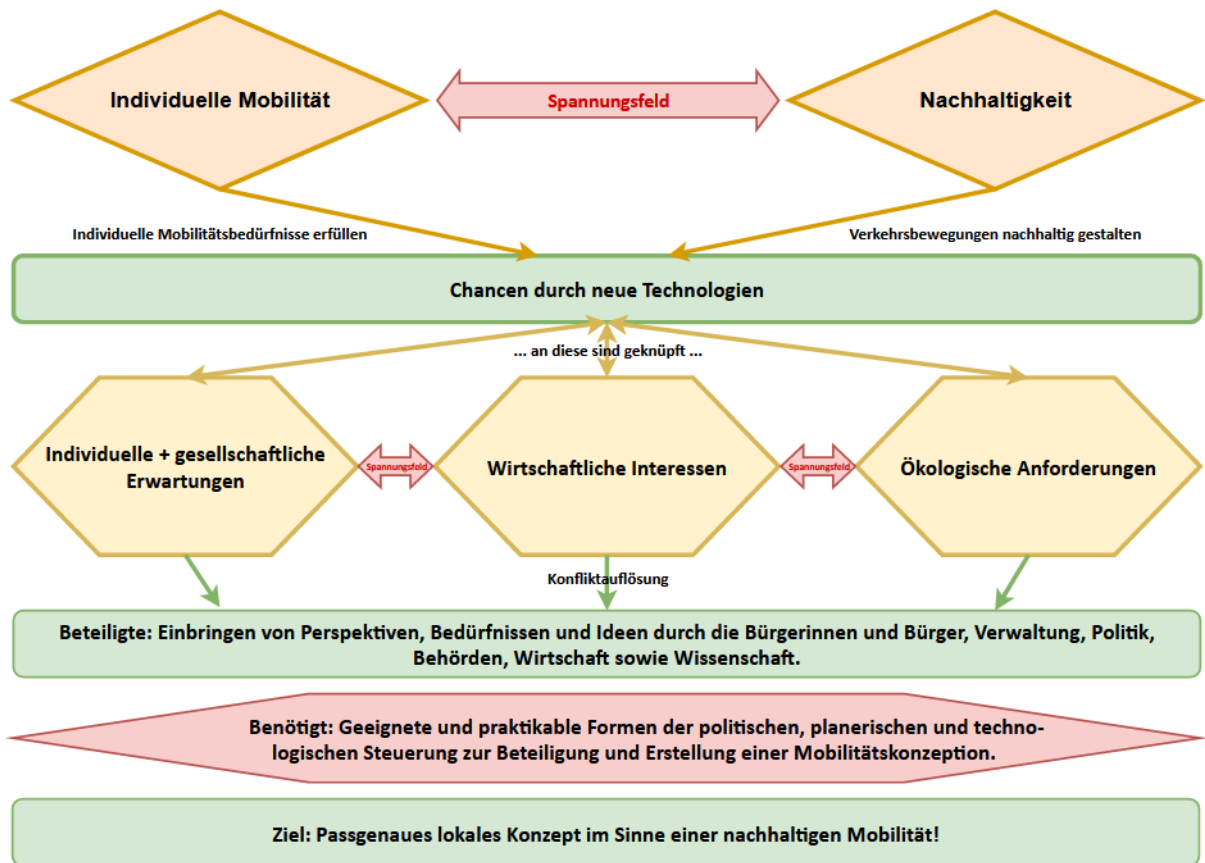 Individuelle Mobilität
Spannungsfeld
Nachhaltigkeit
Individuelle Mobilitätsbedürfnisse erfüllen
Verkehrsbewegungen nachhaltig gestalten
Chancen durch neue Technologien
... an diese sind geknüpft ...
Individuelle + gesellschaftliche
Erwartungen
Spannungsfeld
Wirtschaftliche Interessen
Spannungsfeld
Ökologische Anforderungen
Konfliktauflösung
Beteiligte: Einbringen von Perspektiven, Bedürfnissen und Ideen durch die Bürgerinnen und Bürger, Verwaltung, Politik,
Behörden, Wirtschaft sowie Wissenschaft.
Benötigt: Geeignete und praktikable Formen der politischen, planerischen und techno-
logischen Steuerung zur Beteiligung und Erstellung einer Mobilitätskonzeption.
Ziel: Passgenaues lokales Konzept im Sinne einer nachhaltigen Mobilität!